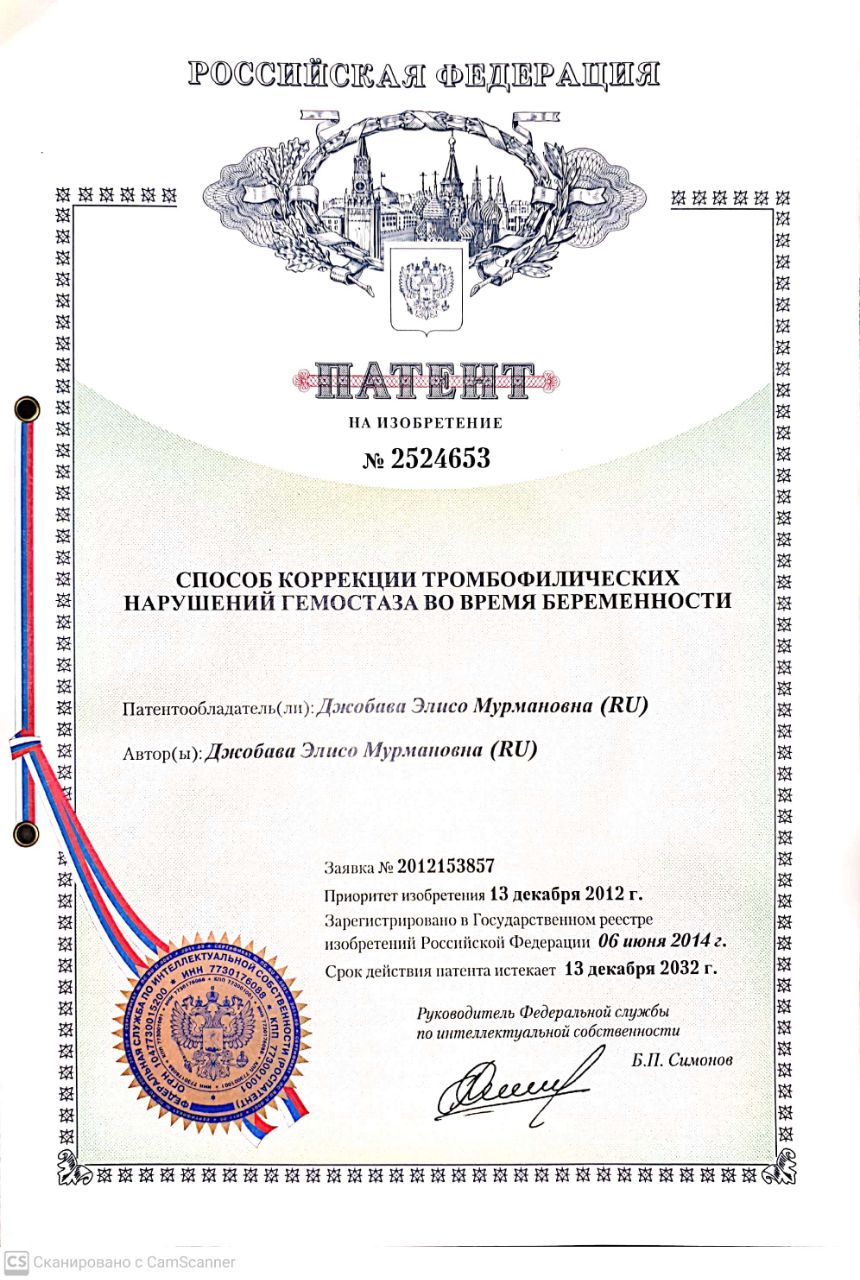 РОССИЙСКАЯ ФЕДЕРАЦИЯ
ПАТЕНТ
НА ИЗОБРЕТЕНИЕ
№ 2524653
СПОСОБ КОРРЕКЦИИ ТРОМБОФИЛИЧЕСКИХ
НАРУШЕНИЙ ГЕМОСТАЗА ВО ВРЕМЯ БЕРЕМЕННОСТИ
Патентообладатель(ли): Джобава Элисо Мурмановна (RU)
Автор(ы): Джобава Элисо Мурмановна (RU)
Заявка № 2012153857
Приоритет изобретения 13 декабря 2012 г.
Зарегистрировано в Государственном реестре
изобретений Российской Федерации 06 июня 2014 г.
Срок действия патента истекает 13 декабря 2032 г.
Руководитель Федеральной службы
по интеллектуальной собственности
Б.П. Симонов
ФЕДЕРАЛЬНАЯ СЛУЖБА ПО ИНТЕЛЛЕКТУАЛЬНОЙ СОБСТВЕННОСТИ (РОСПАТЕНТ)
ОГРН 1047730015200 * ИНН 7730176088 * КПП 773001001
CS Сканировано с CamScanner